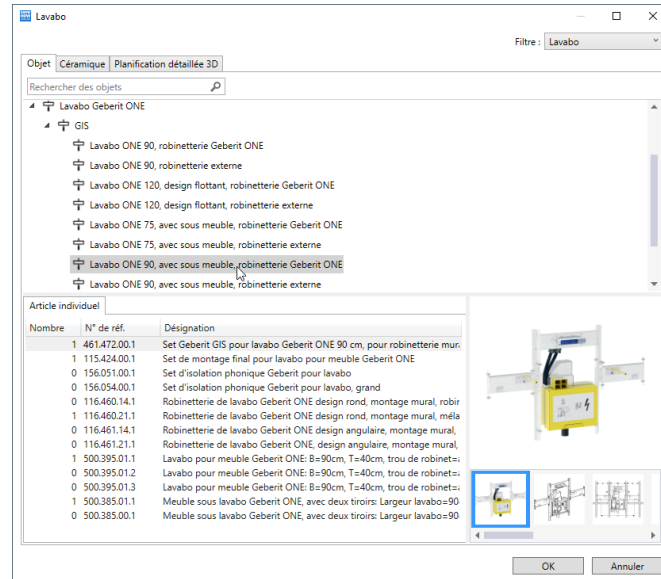 Lavabo
Filtre : Lavabo
Objet Céramique Planification détaillée 3D
Rechercher des objets
Lavabo Geberit ONE
GIS
Lavabo ONE 90, robinetterie Geberit ONE
Lavabo ONE 90, robinetterie externe
Lavabo ONE 120, design flottant, robinetterie Geberit ONE
Lavabo ONE 120, design flottant, robinetterie externe
Lavabo ONE 75, avec sous meuble, robinetterie Geberit ONE
Lavabo ONE 75, avec sous meuble, robinetterie externe
Lavabo ONE 90, avec sous meuble, robinetterie Geberit ONE
Lavabo ONE 90, avec sous meuble, robinetterie externe
Article individuel
Nombre N° de réf. Désignation
1 461.472.00.1 Set Geberit GIS pour lavabo Geberit ONE 90 cm, pour robinetterie mur
1 115.424.00.1 Set de montage final pour lavabo pour meuble Geberit ONE
0 156.051.00.1 Set d'isolation phonique Geberit pour lavabo
0 156.054.00.1 Set d'isolation phonique Geberit pour lavabo, grand
0 116.460.14.1 Robinetterie de lavabo Geberit ONE design rond, montage mural, robir
1 116.460.21.1 Robinetterie de lavabo Geberit ONE design rond, montage mural, méla
0 116.461.14.1 Robinetterie de lavabo Geberit ONE design angulaire, montage mural,
0 116.461.21.1 Robinetterie de lavabo Geberit ONE, design angulaire, montage mural,
1 500.395.01.1 Lavabo pour meuble Geberit ONE: B=90cm, T=40cm, trou de robinet=
0 500.395.01.2 Lavabo pour meuble Geberit ONE: B=90cm, T=40cm, trou de robinet=
0 500.395.01.3 Lavabo pour meuble Geberit ONE: B=90cm, T=40cm, trou de robinet=
1 500.385.01.1 Meuble sous lavabo Geberit ONE, avec deux tiroirs: Largeur lavabo=90
0 500.385.00.1 Meuble sous lavabo Geberit ONE, avec deux tiroirs: Largeur lavabo=90
OK Annuler